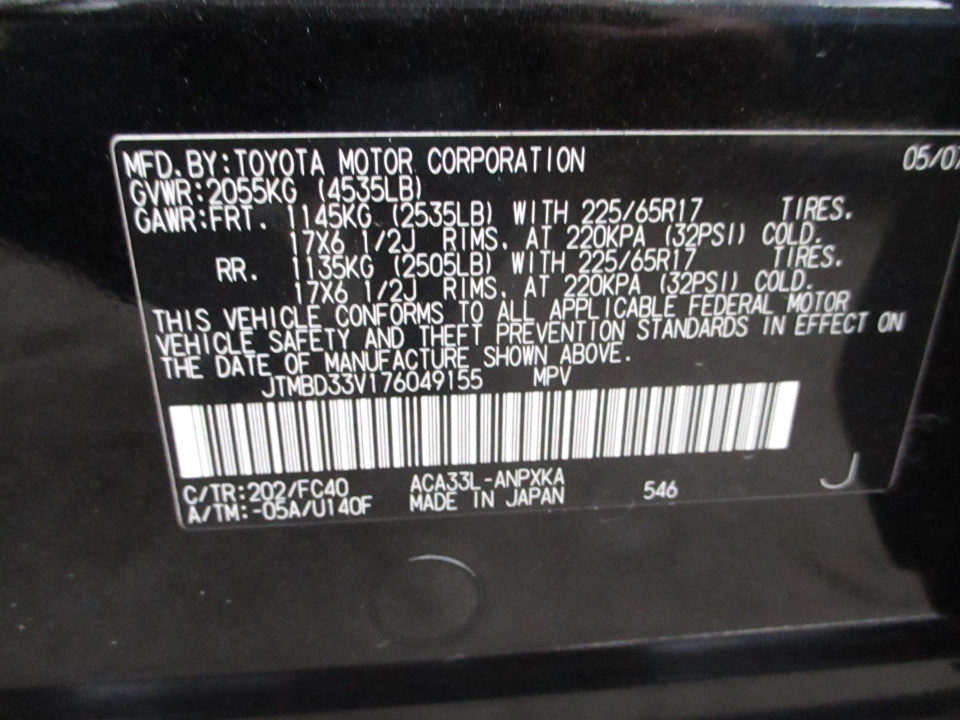 MFD.BY:TOYOTA MOTOR CORPORATION 05/07
GVWR:2055KG (4535LB)
GAWR:FRT. 1145KG (2535LB) WITH 225/65R17 TIRES.
17X6 1/2J RIMS, AT 220KPA (32PSI) COLD.
RR. 1135KG (2505LB) WITH 225/65R17 TIRES.
17X6 1/2J RIMS, AT 220KPA (32PSI) COLD.
THIS VEHICLE CONFORMS TO ALL APPLICABLE FEDERAL MOTOR
VEHICLE SAFETY AND THEFT PREVENTION STANDARDS IN EFFECT ON
THE DATE OF MANUFACTURE SHOWN ABOVE.
JTMBD33V176049155 MPV
C/TR:202/FC40 ACA33L-ANPXKA 546 J
A/TM:-05A/U140F MADE IN JAPAN